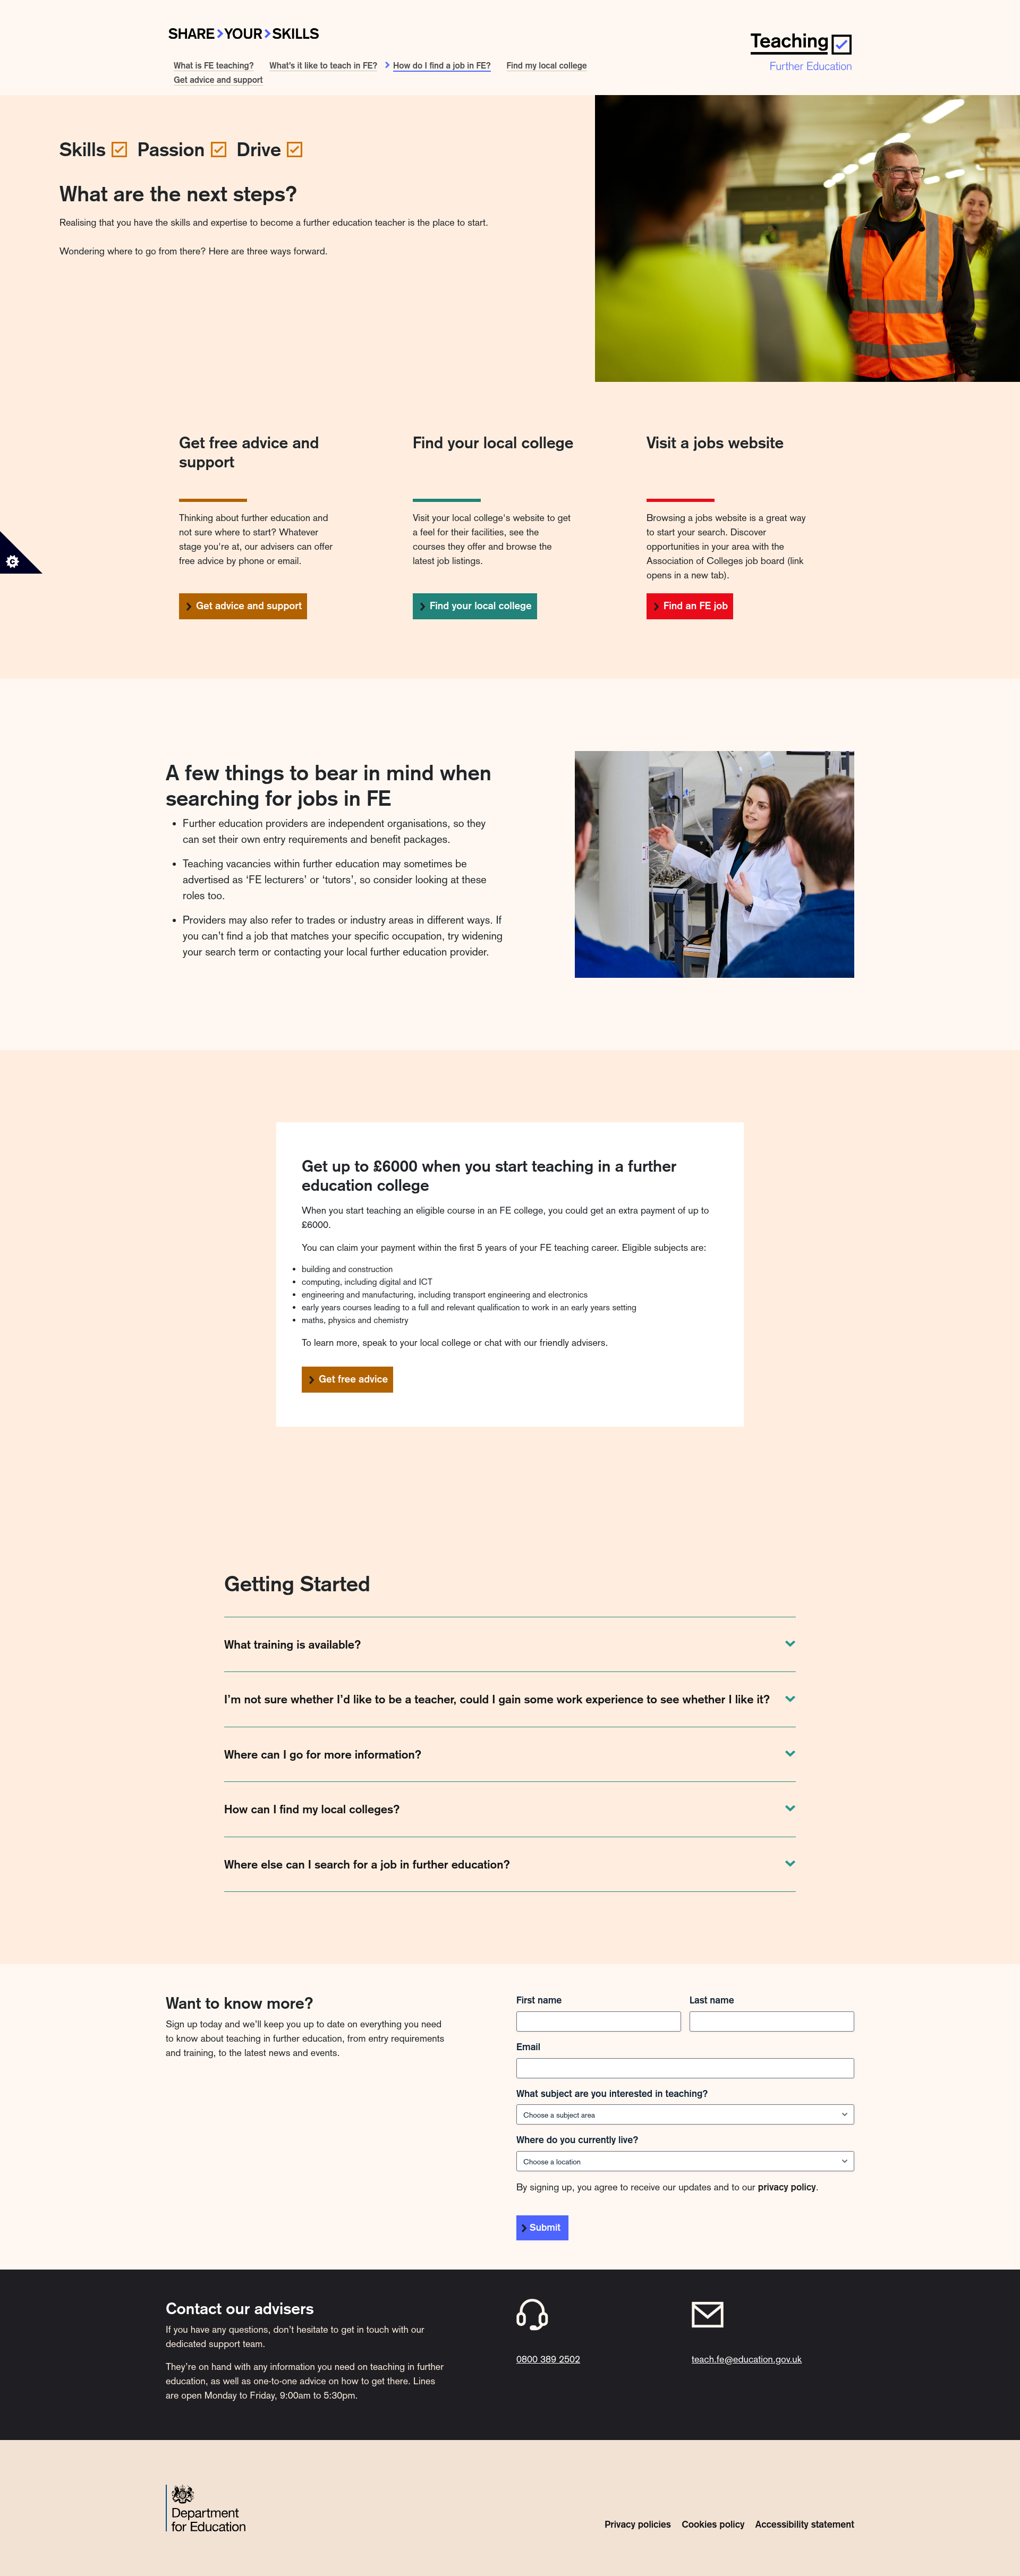 SHARE YOUR SKILLS
Teaching
Further Education
What is FE teaching? What's it like to teach in FE? How do I find a job in FE? Find my local college
Get advice and support
Skills Passion Drive
What are the next steps?
Realising that you have the skills and expertise to become a further education teacher is the place to start.
Wondering where to go from there? Here are three ways forward.
Get free advice and
support
Thinking about further education and
not sure where to start? Whatever
stage you're at, our advisers can offer
free advice by phone or email.
Get advice and support
Find your local college
Visit your local college's website to get
a feel for their facilities, see the
courses they offer and browse the
latest job listings.
Find your local college
Visit a jobs website
Browsing a jobs website is a great way
to start your search. Discover
opportunities in your area with the
Association of Colleges job board (link
opens in a new tab).
Find an FE job
A few things to bear in mind when
searching for jobs in FE
Further education providers are independent organisations, so they
can set their own entry requirements and benefit packages.
Teaching vacancies within further education may sometimes be
advertised as ‘FE lecturers’ or ‘tutors’, so consider looking at these
roles too.
Providers may also refer to trades or industry areas in different ways. If
you can’t find a job that matches your specific occupation, try widening
your search term or contacting your local further education provider.
Get up to £6000 when you start teaching in a further
education college
When you start teaching an eligible course in an FE college, you could get an extra payment of up to
£6000.
You can claim your payment within the first 5 years of your FE teaching career. Eligible subjects are:
building and construction
computing, including digital and ICT
engineering and manufacturing, including transport engineering and electronics
early years courses leading to a full and relevant qualification to work in an early years setting
maths, physics and chemistry
To learn more, speak to your local college or chat with our friendly advisers.
Get free advice
Getting Started
What training is available?
I’m not sure whether I’d like to be a teacher, could I gain some work experience to see whether I like it?
Where can I go for more information?
How can I find my local colleges?
Where else can I search for a job in further education?
Want to know more?
Sign up today and we’ll keep you up to date on everything you need
to know about teaching in further education, from entry requirements
and training, to the latest news and events.
First name Last name
Email
What subject are you interested in teaching?
Choose a subject area
Where do you currently live?
Choose a location
By signing up, you agree to receive our updates and to our privacy policy.
Submit
Contact our advisers
If you have any questions, don’t hesitate to get in touch with our
dedicated support team.
They’re on hand with any information you need on teaching in further
education, as well as one-to-one advice on how to get there. Lines
are open Monday to Friday, 9:00am to 5:30pm.
0800 389 2502
teach.fe@education.gov.uk
Department
for Education
Privacy policies Cookies policy Accessibility statement